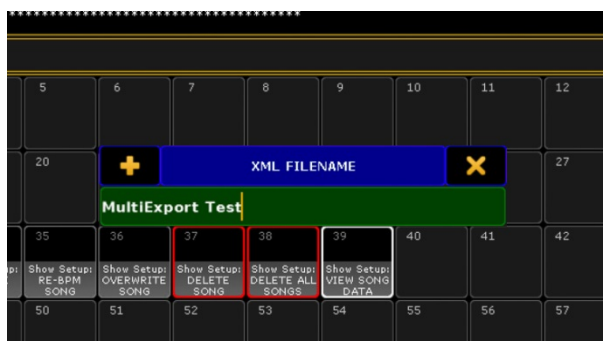 ****************************************
5 6 7 8 9 10 11 12
20 XML FILENAME 27
MultiExport Test
35 36 37 38 39 40 41 42
Show Setup: Show Setup: Show Setup: Show Setup: Show Setup:
RE-BPM OVERWRITE DELETE DELETE ALL VIEW SONG
SONG SONG SONG SONGS DATA
50 51 52 53 54 55 56 57